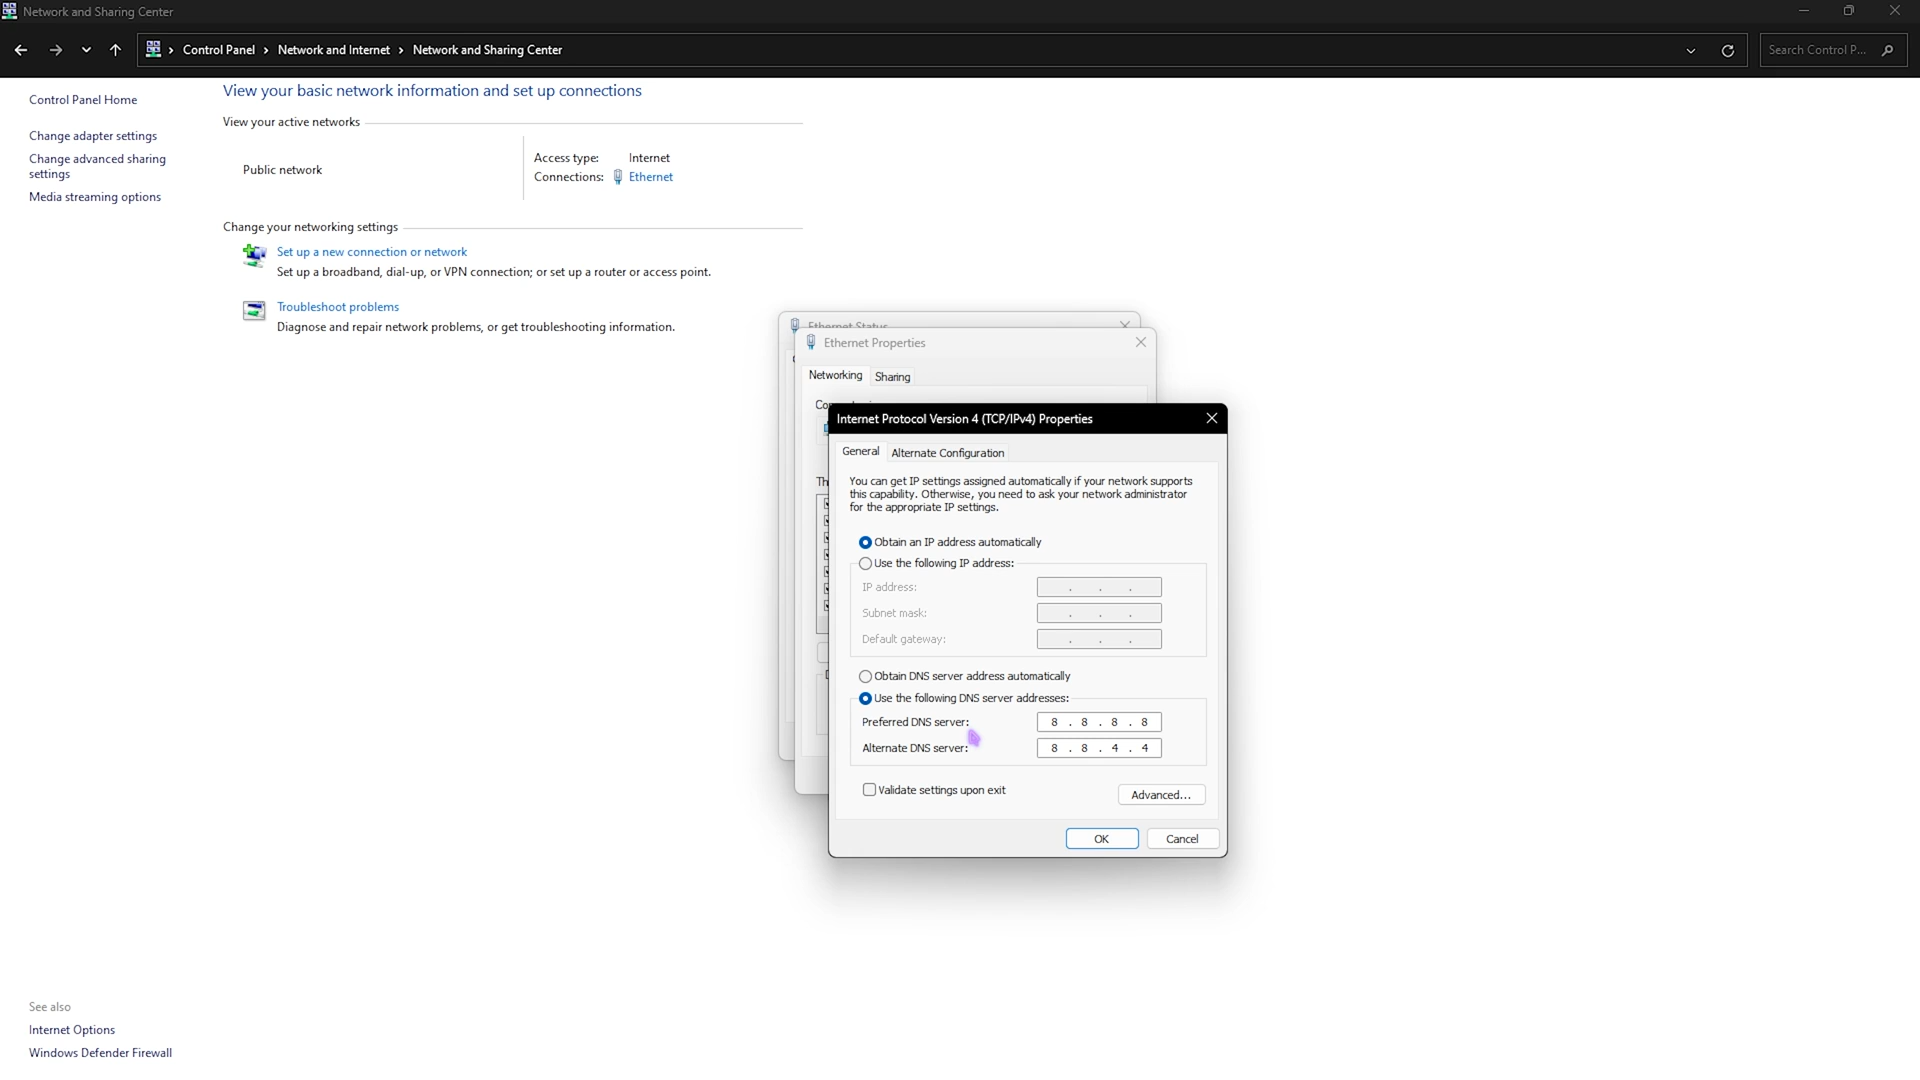 Network and Sharing Center
Control Panel > Network and Internet > Network and Sharing Center
Search Control P...
Control Panel Home
Change adapter settings
Change advanced sharing
settings
Media streaming options
View your basic network information and set up connections
View your active networks
Public network
Access type: Internet
Connections: Ethernet
Change your networking settings
Set up a new connection or network
Set up a broadband, dial-up, or VPN connection; or set up a router or access point.
Troubleshoot problems
Diagnose and repair network problems, or get troubleshooting information.
Ethernet Status
Ethernet Properties
Networking Sharing
Internet Protocol Version 4 (TCP/IPv4) Properties
General Alternate Configuration
You can get IP settings assigned automatically if your network supports
this capability. Otherwise, you need to ask your network administrator
for the appropriate IP settings.
Obtain an IP address automatically
Use the following IP address:
IP address: . . .
Subnet mask: . . .
Default gateway: . . .
Obtain DNS server address automatically
Use the following DNS server addresses:
Preferred DNS server: 8 . 8 . 8 . 8
Alternate DNS server: 8 . 8 . 4 . 4
Validate settings upon exit
Advanced...
OK Cancel
See also
Internet Options
Windows Defender Firewall